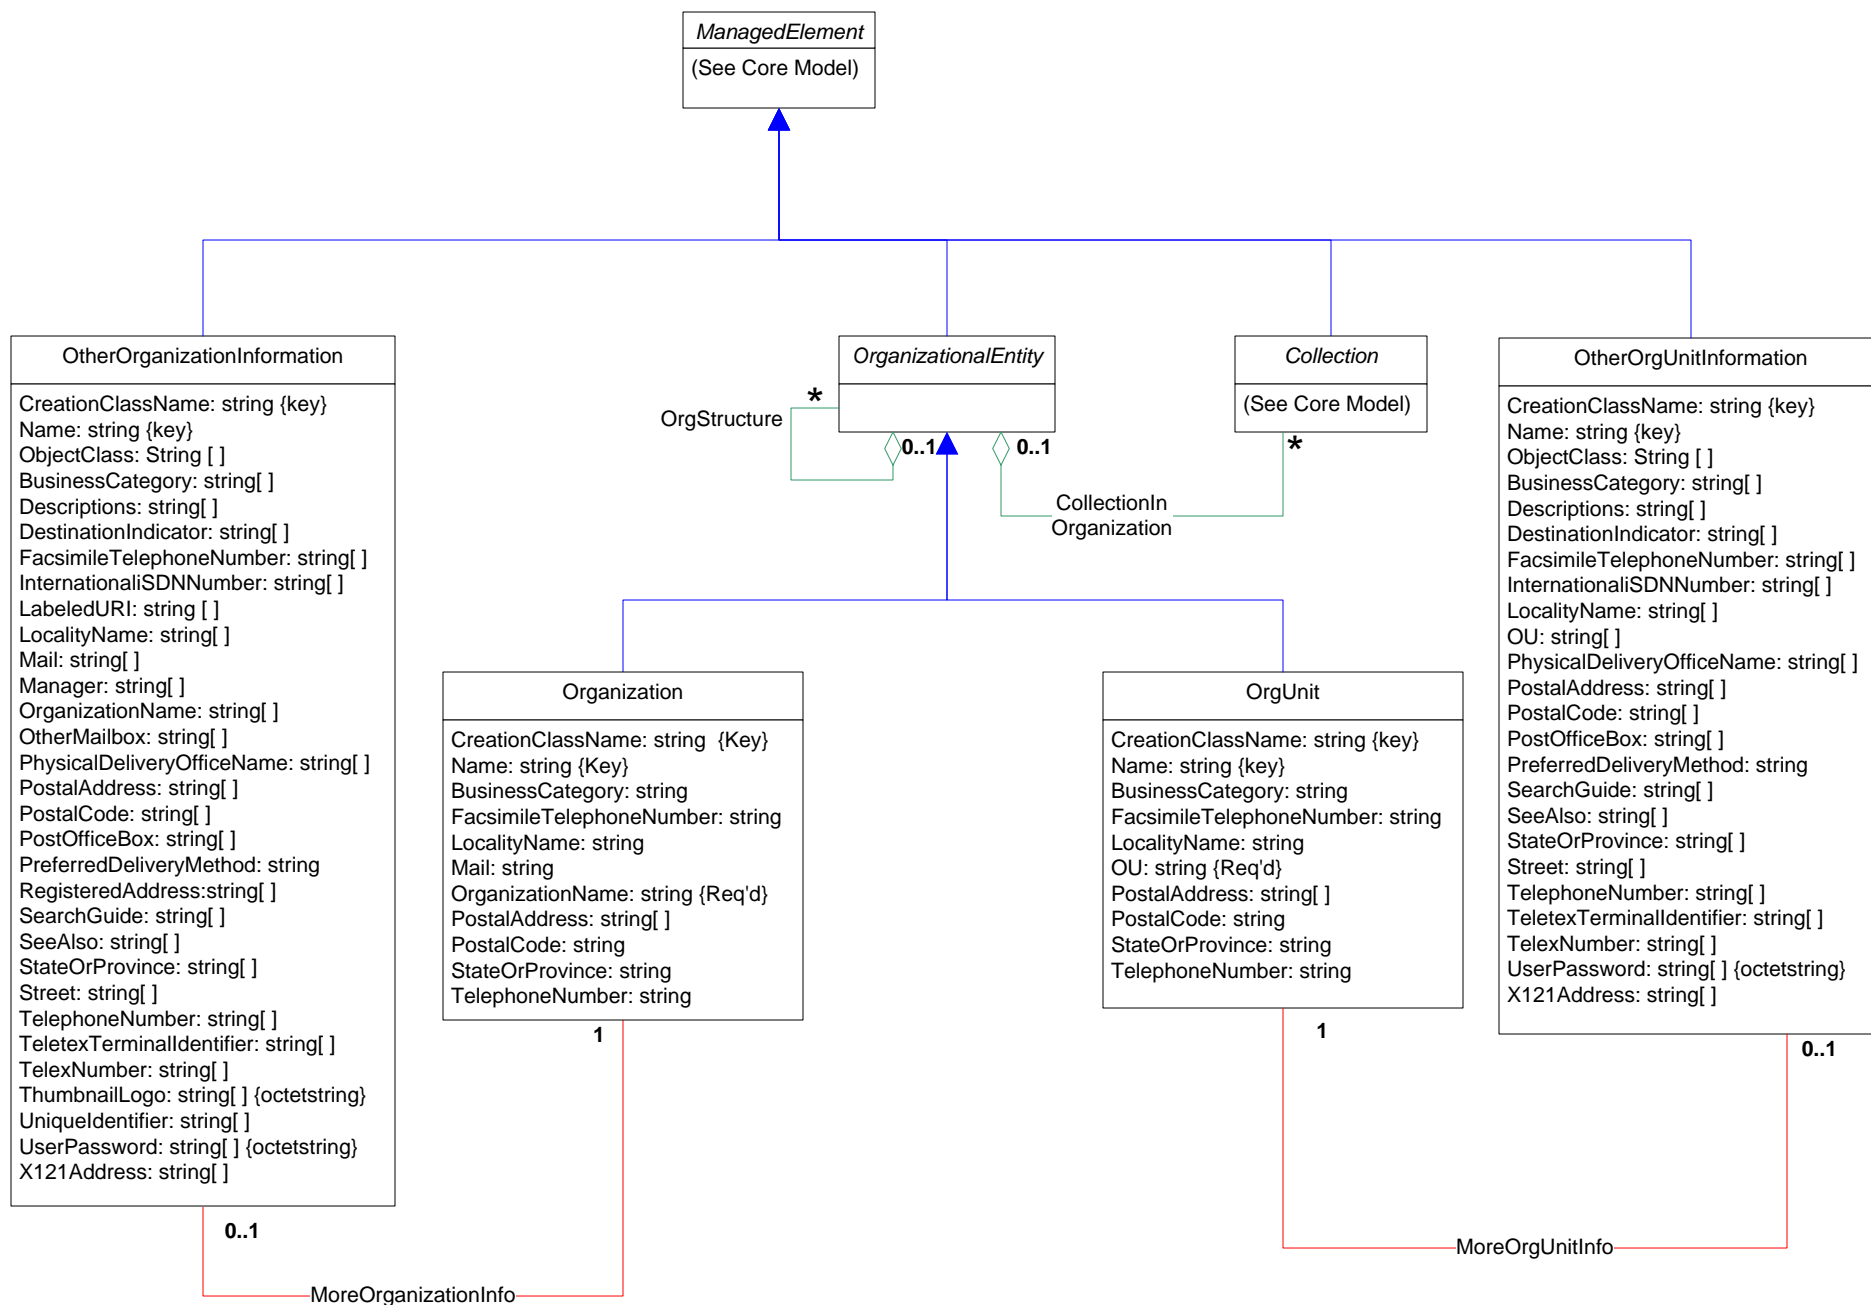 ManagedElement
(See Core Model)
OtherOrganizationInformation
CreationClassName: string {key}
Name: string {key}
ObjectClass: String [ ]
BusinessCategory: string[ ]
Descriptions: string[ ]
DestinationIndicator: string[ ]
FacsimileTelephoneNumber: string[ ]
InternationaliSDNNumber: string[ ]
LabeledURI: string [ ]
LocalityName: string[ ]
Mail: string[ ]
Manager: string[ ]
OrganizationName: string[ ]
OtherMailbox: string[ ]
PhysicalDeliveryOfficeName: string[ ]
PostalAddress: string[ ]
PostalCode: string[ ]
PostOfficeBox: string[ ]
PreferredDeliveryMethod: string
RegisteredAddress:string[ ]
SearchGuide: string[ ]
SeeAlso: string[ ]
StateOrProvince: string[ ]
Street: string[ ]
TelephoneNumber: string[ ]
TeletexTerminalIdentifier: string[ ]
TelexNumber: string[ ]
ThumbnailLogo: string[ ] {octetstring}
UniqueIdentifier: string[ ]
UserPassword: string[ ] {octetstring}
X121Address: string[ ]
0..1
MoreOrganizationInfo
OrganizationalEntity
*
OrgStructure
0..1
0..1
CollectionIn
Organization
Collection
(See Core Model)
*
Organization
CreationClassName: string  {Key}
Name: string {Key}
BusinessCategory: string
FacsimileTelephoneNumber: string
LocalityName: string
Mail: string
OrganizationName: string {Req'd}
PostalAddress: string[ ]
PostalCode: string
StateOrProvince: string
TelephoneNumber: string
1
OrgUnit
CreationClassName: string {key}
Name: string {key}
BusinessCategory: string
FacsimileTelephoneNumber: string
LocalityName: string
OU: string {Req'd}
PostalAddress: string[ ]
PostalCode: string
StateOrProvince: string
TelephoneNumber: string
1
OtherOrgUnitInformation
CreationClassName: string {key}
Name: string {key}
ObjectClass: String [ ]
BusinessCategory: string[ ]
Descriptions: string[ ]
DestinationIndicator: string[ ]
FacsimileTelephoneNumber: string[ ]
InternationaliSDNNumber: string[ ]
LocalityName: string[ ]
OU: string[ ]
PhysicalDeliveryOfficeName: string[ ]
PostalAddress: string[ ]
PostalCode: string[ ]
PostOfficeBox: string[ ]
PreferredDeliveryMethod: string
SearchGuide: string[ ]
SeeAlso: string[ ]
StateOrProvince: string[ ]
Street: string[ ]
TelephoneNumber: string[ ]
TeletexTerminalIdentifier: string[ ]
TelexNumber: string[ ]
UserPassword: string[ ] {octetstring}
X121Address: string[ ]
0..1
MoreOrgUnitInfo